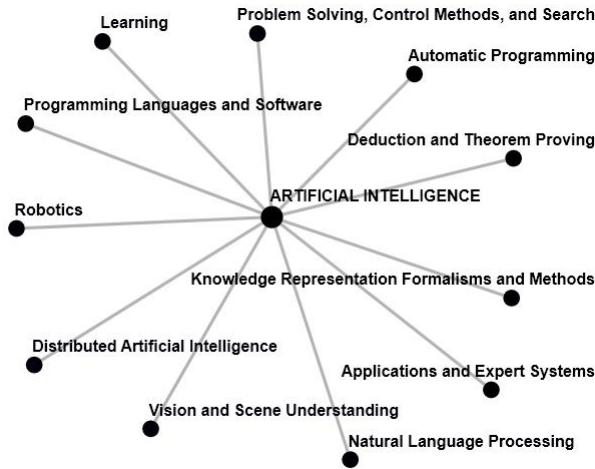 Learning
Problem Solving, Control Methods, and Search
Automatic Programming
Programming Languages and Software
Deduction and Theorem Proving
ARTIFICIAL INTELLIGENCE
Robotics
Knowledge Representation Formalisms and Methods
Distributed Artificial Intelligence
Applications and Expert Systems
Vision and Scene Understanding
Natural Language Processing